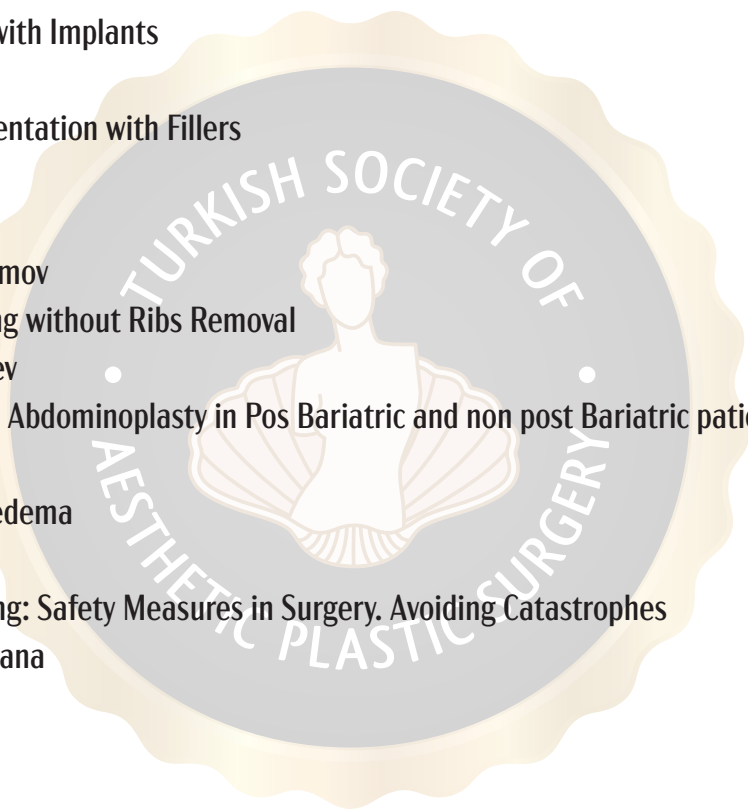 with Implants
entation with Fillers
TURKISH SOCIETY OF
mov
g without Ribs Removal
ev
Abdominoplasty in Pos Bariatric and non post Bariatric patie
edema
ng: Safety Measures in Surgery. Avoiding Catastrophes
AESTHETIC PLASTIC SURGERY
ana